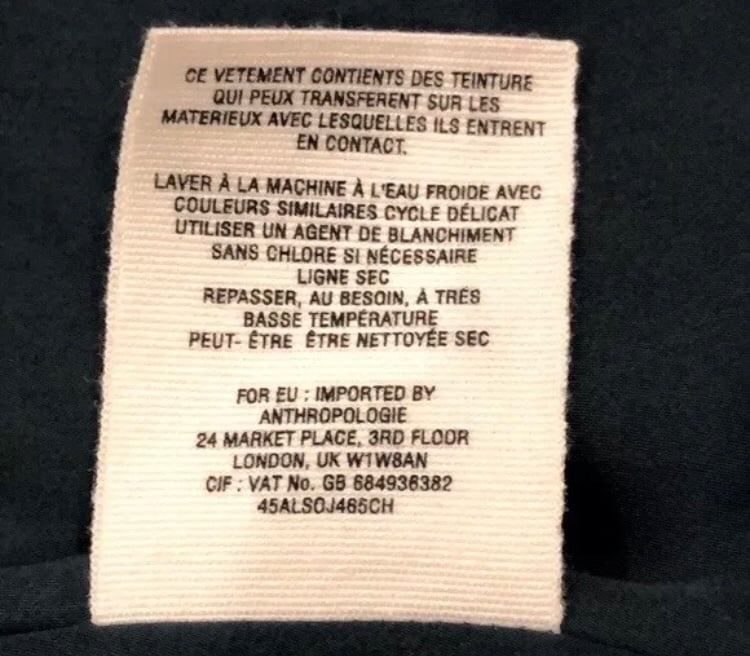 CE VETEMENT CONTIENTS DES TEINTURE
QUI PEUX TRANSFERENT SUR LES
MATERIEUX AVEC LESQUELLES ILS ENTRENT
EN CONTACT.
LAVER À LA MACHINE À L'EAU FROIDE AVEC
COULEURS SIMILAIRES CYCLE DÉLICAT
UTILISER UN AGENT DE BLANCHIMENT
SANS CHLORE SI NÉCESSAIRE
LIGNE SEC
REPASSER, AU BESOIN, À TRÉS
BASSE TEMPÉRATURE
PEUT- ÊTRE ÊTRE NETTOYÉE SEC
FOR EU : IMPORTED BY
ANTHROPOLOGIE
24 MARKET PLACE, 3RD FLOOR
LONDON, UK W1W8AN
CIF : VAT No. GB 684936382
45ALSOJ465CH